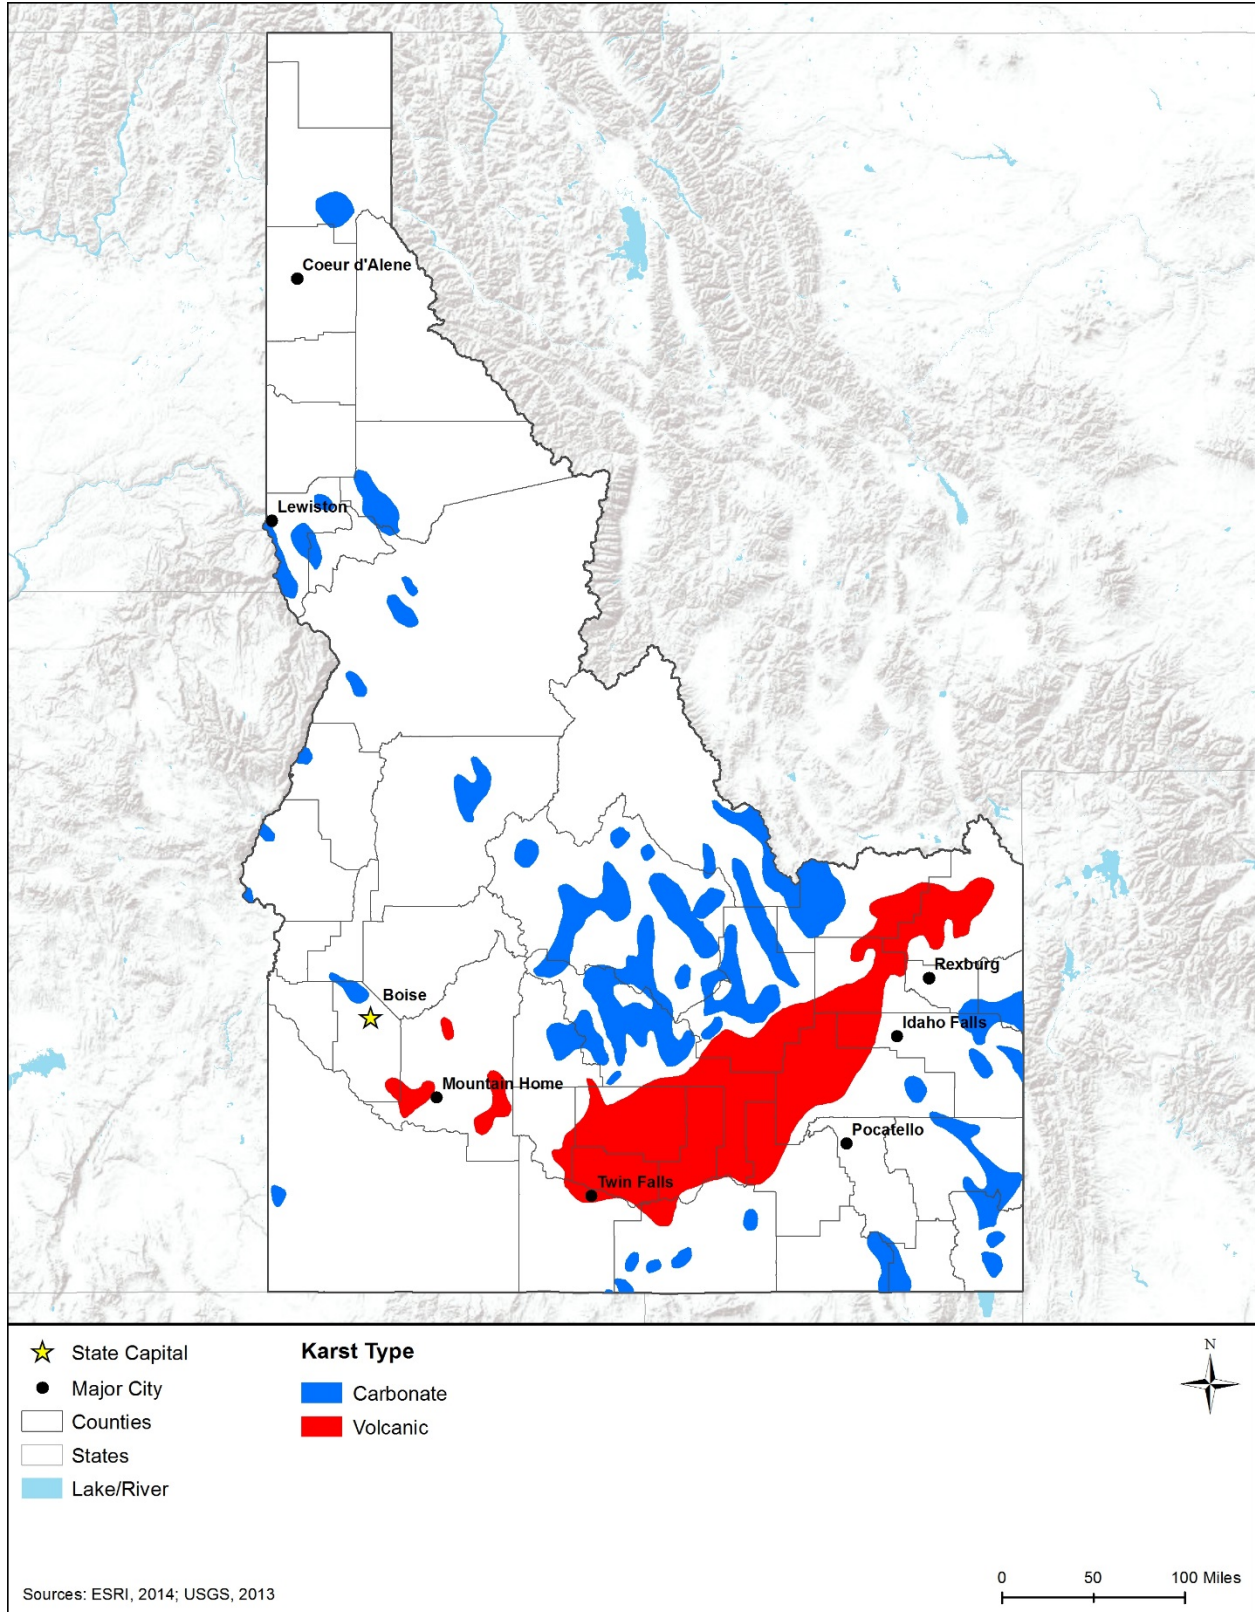 Coeur d'Alene
Lewiston
Boise
Rexburg
Idaho Falls
Mountain Home
Pocatello
Twin Falls
State Capital
Major City
Counties
States
Lake/River
Karst Type
Carbonate
Volcanic
N
0 50 100 Miles
Sources: ESRI, 2014; USGS, 2013